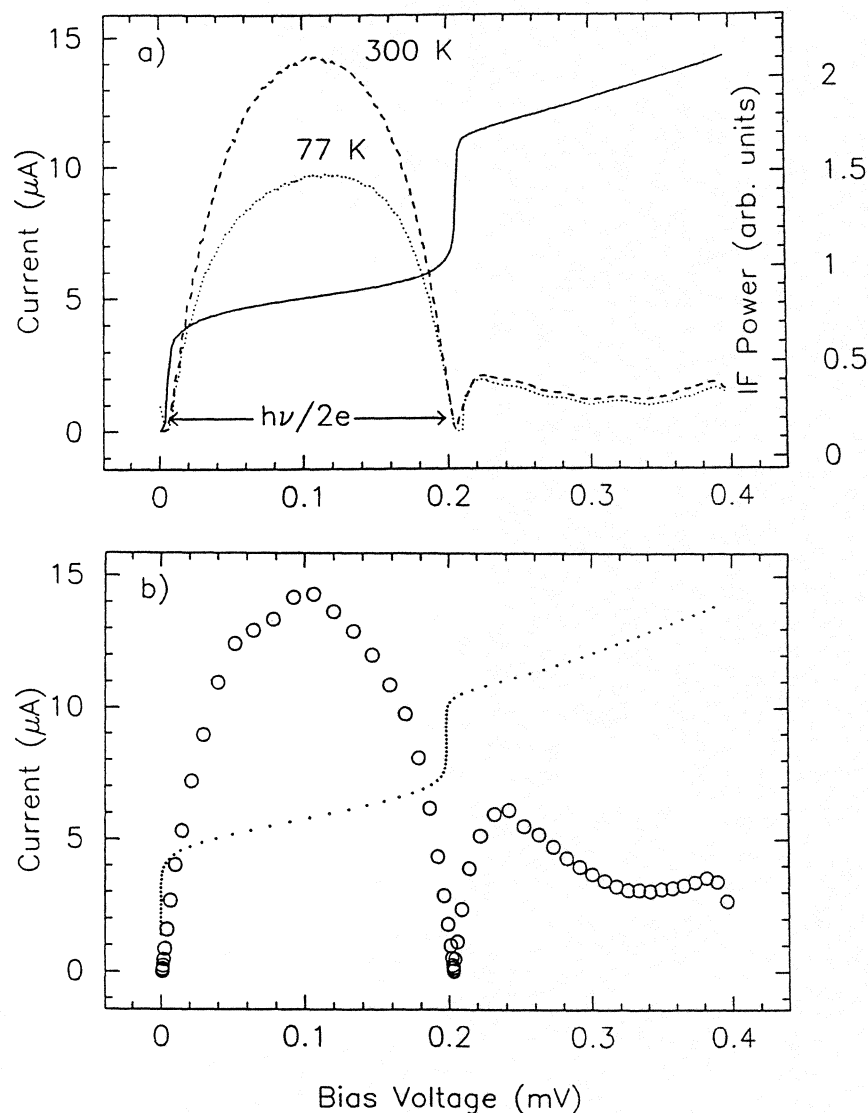 a)
300 K
77 K
hν/2e
Current (μA)
15
10
5
0
IF Power (arb. units)
2
1.5
1
0.5
0
0 0.1 0.2 0.3 0.4
b)
Current (μA)
15
10
5
0
0 0.1 0.2 0.3 0.4
Bias Voltage (mV)